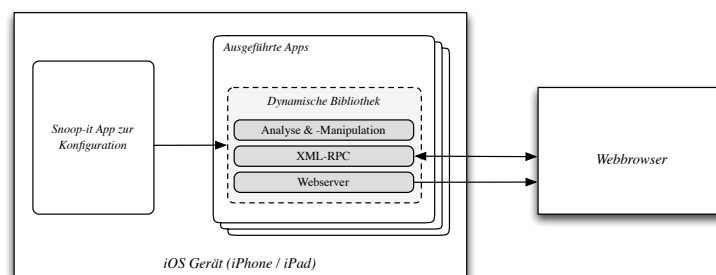 Ausgeführte Apps
Snoop-it App zur
Konfiguration
Dynamische Bibliothek
Analyse & -Manipulation
XML-RPC
Webserver
Webbrowser
iOS Gerät (iPhone / iPad)